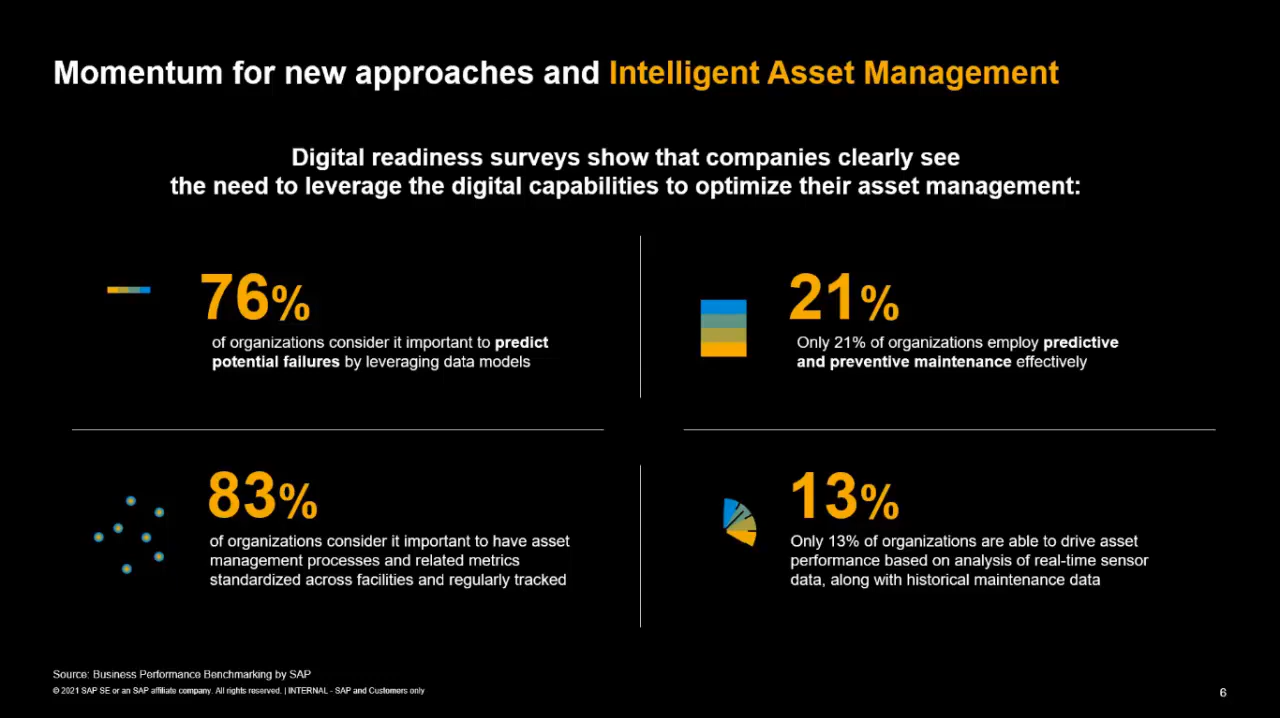 Momentum for new approaches and Intelligent Asset Management
Digital readiness surveys show that companies clearly see
the need to leverage the digital capabilities to optimize their asset management:
76%
of organizations consider it important to predict
potential failures by leveraging data models
21%
Only 21% of organizations employ predictive
and preventive maintenance effectively
83%
of organizations consider it important to have asset
management processes and related metrics
standardized across facilities and regularly tracked
13%
Only 13% of organizations are able to drive asset
performance based on analysis of real-time sensor
data, along with historical maintenance data
Source: Business Performance Benchmarking by SAP
© 2021 SAP SE or an SAP affiliate company. All rights reserved. | INTERNAL - SAP and Customers only
6